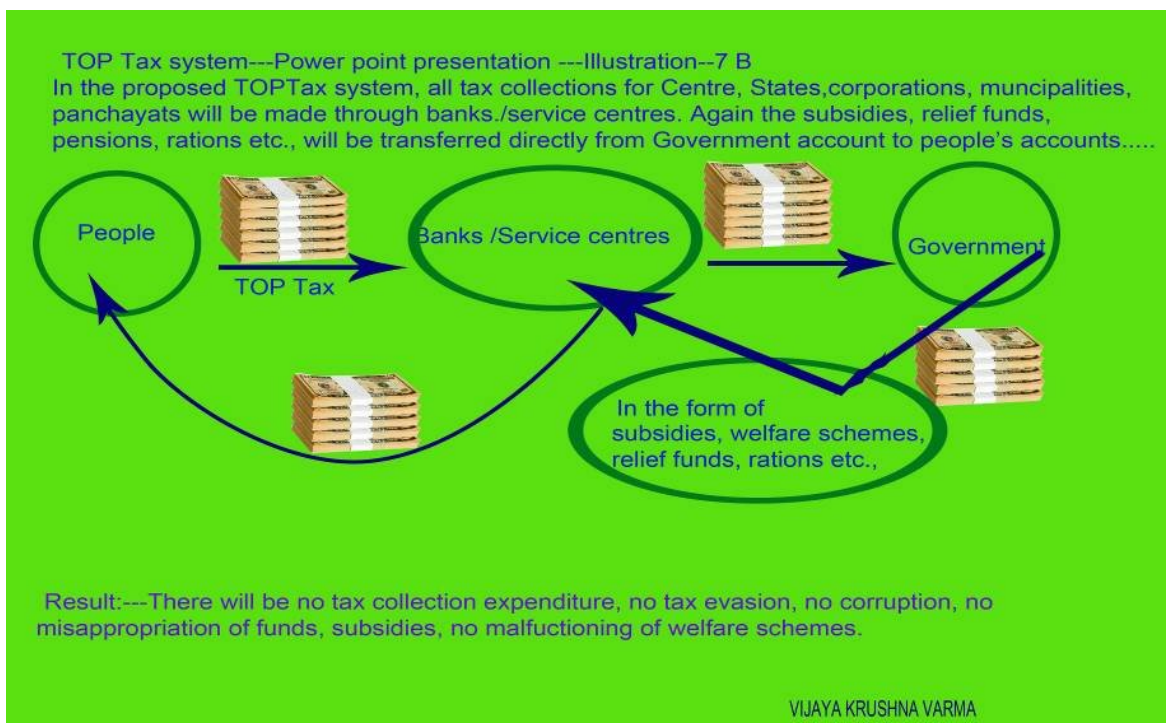 TOP Tax system---Power point presentation ---Illustration--7 B
In the proposed TOPTax system, all tax collections for Centre, States,corporations, muncipalities,
panchayats will be made through banks./service centres. Again the subsidies, relief funds,
pensions, rations etc., will be transferred directly from Government account to people's accounts.....
People
Banks /Service centres
Government
TOP Tax
In the form of
subsidies, welfare schemes,
relief funds, rations etc.,
Result:---There will be no tax collection expenditure, no tax evasion, no corruption, no
misappropriation of funds, subsidies, no malfuctioning of welfare schemes.
VIJAYA KRUSHNA VARMA